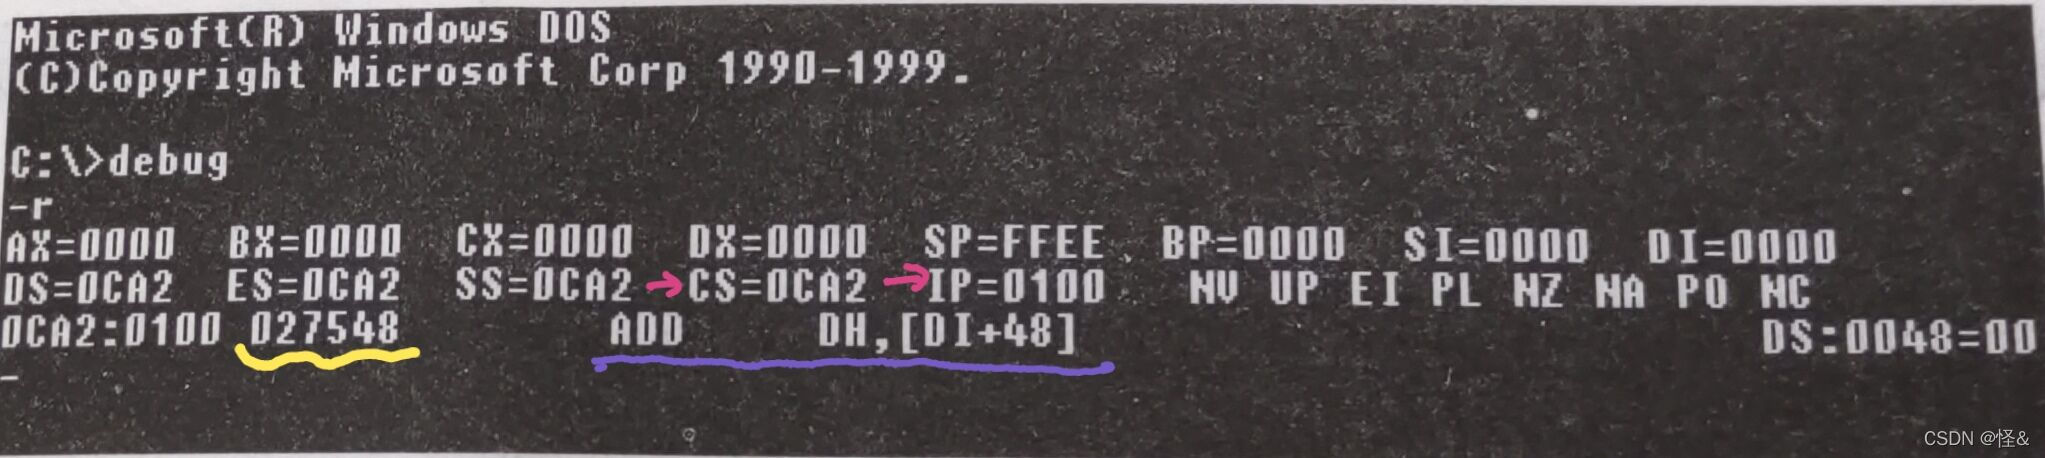 Microsoft(R) Windows DOS
(C)Copyright Microsoft Corp 1990-1999.
C:\>debug
-r
AX=0000 BX=0000 CX=0000 DX=0000 SP=FFEE BP=0000 SI=0000 DI=0000
DS=0CA2 ES=0CA2 SS=0CA2 CS=0CA2 IP=0100 NV UP EI PL NZ NA PO NC
0CA2:0100 027548 ADD DH,[DI+48] DS:0048=00
-
CSDN @怪&